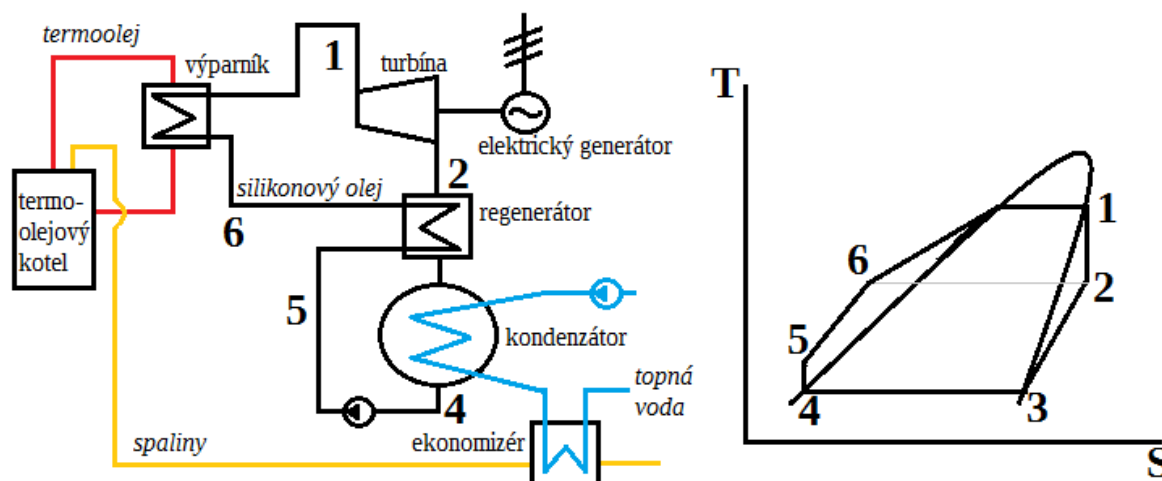 termoolej
výparník
1
turbína
elektrický generátor
2
silikonový olej
regenerátor
termo-
olejový
kotel
6
5
kondenzátor
topná
voda
4
ekonomizér
spaliny
T
1
6
2
5
4
3
S